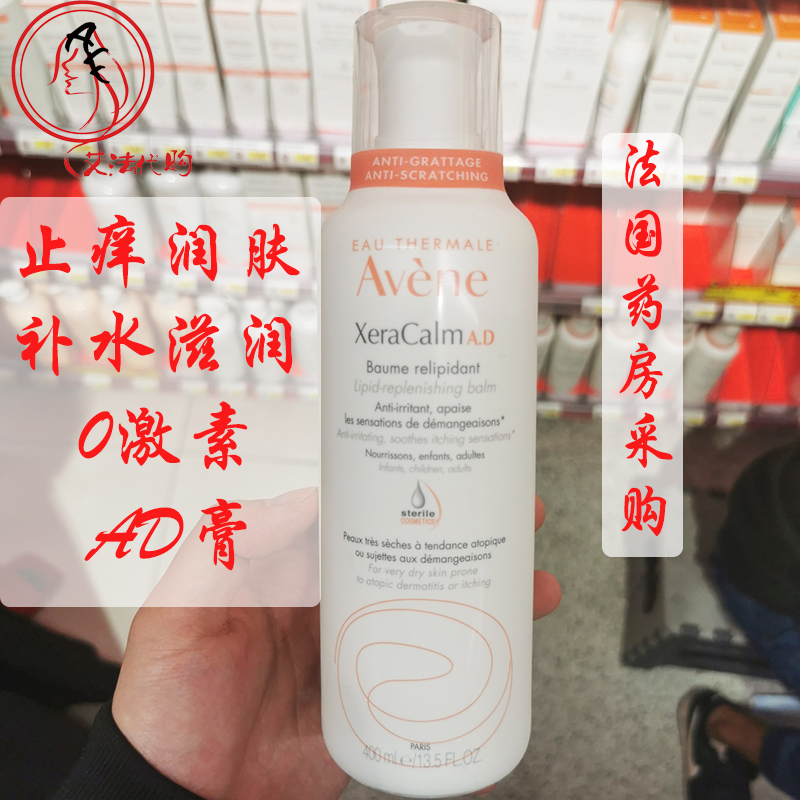 艾法代购
止痒润肤
补水滋润
0激素
AD膏
法国药房采购
ANTI-GRATTAGE
ANTI-SCRATCHING
EAU THERMALE
Avène
XeraCalm A.D
Baume relipidant
Lipid-replenishing balm
Anti-irritant, apaise
les sensations de démangeaisons*
Anti-irritating, soothes itching sensations*
Nourrissons, enfants, adultes
Infants, children, adults
sterile
COSMETICS
Peaux très sèches à tendance atopique
ou sujettes aux démangeaisons
For very dry skin prone
to atopic dermatitis or itching
PARIS
400 ml e/13.5 FL.OZ.